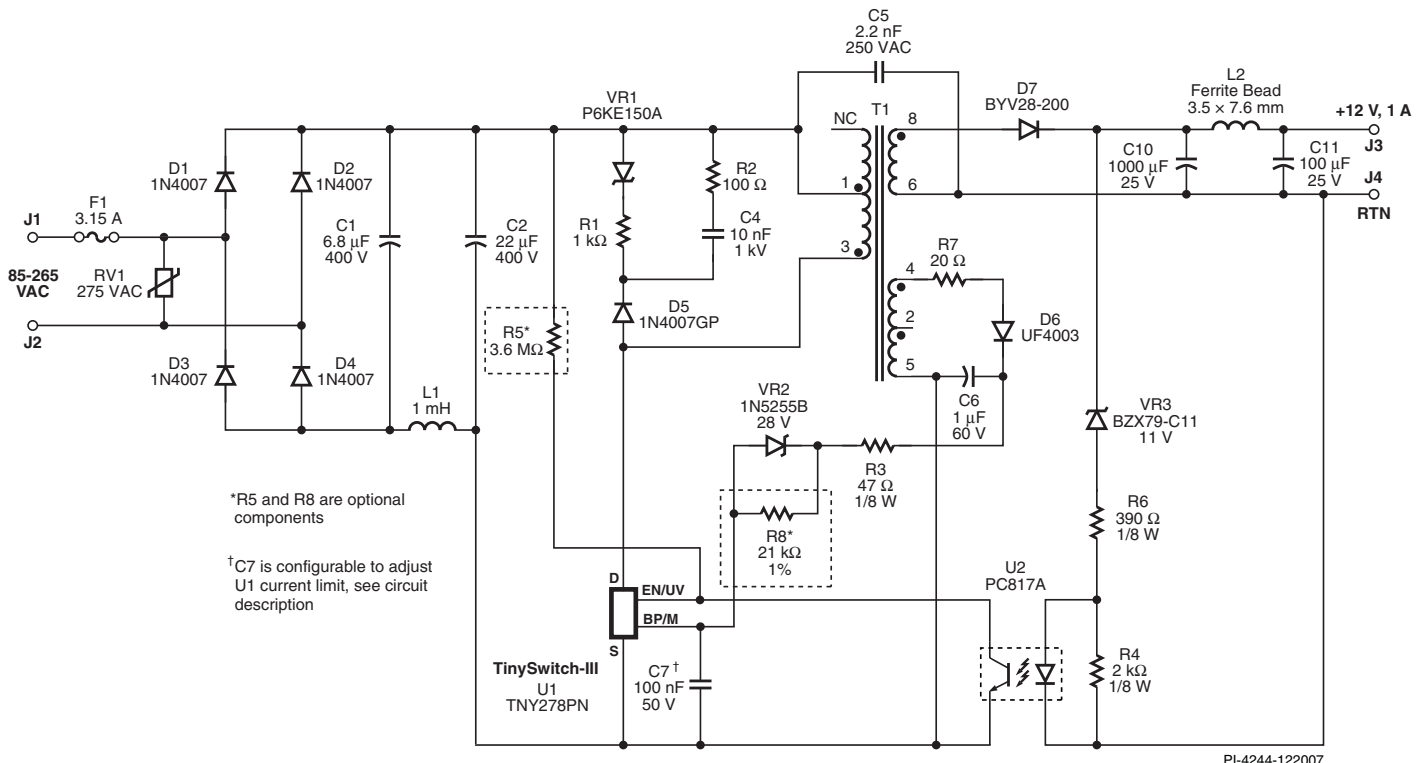 C5
2.2 nF
250 VAC
VR1
P6KE150A
NC
T1
8
D7
BYV28-200
L2
Ferrite Bead
3.5 × 7.6 mm
+12 V, 1 A
J3
D1
1N4007
D2
1N4007
R2
100 Ω
1
6
C10
1000 µF
25 V
C11
100 µF
25 V
J4
RTN
J1
F1
3.15 A
C1
6.8 µF
400 V
C2
22 µF
400 V
R1
1 kΩ
C4
10 nF
1 kV
3
R7
20 Ω
4
85-265
VAC
RV1
275 VAC
J2
R5*
3.6 MΩ
D5
1N4007GP
2
D6
UF4003
D3
1N4007
D4
1N4007
5
L1
1 mH
VR2
1N5255B
28 V
C6
1 µF
60 V
VR3
BZX79-C11
11 V
R3
47 Ω
1/8 W
*R5 and R8 are optional
components
R8*
21 kΩ
1%
R6
390 Ω
1/8 W
†C7 is configurable to adjust
U1 current limit, see circuit
description
D
EN/UV
BP/M
S
U2
PC817A
TinySwitch-III
U1
TNY278PN
C7†
100 nF
50 V
R4
2 kΩ
1/8 W
PI-4244-122007